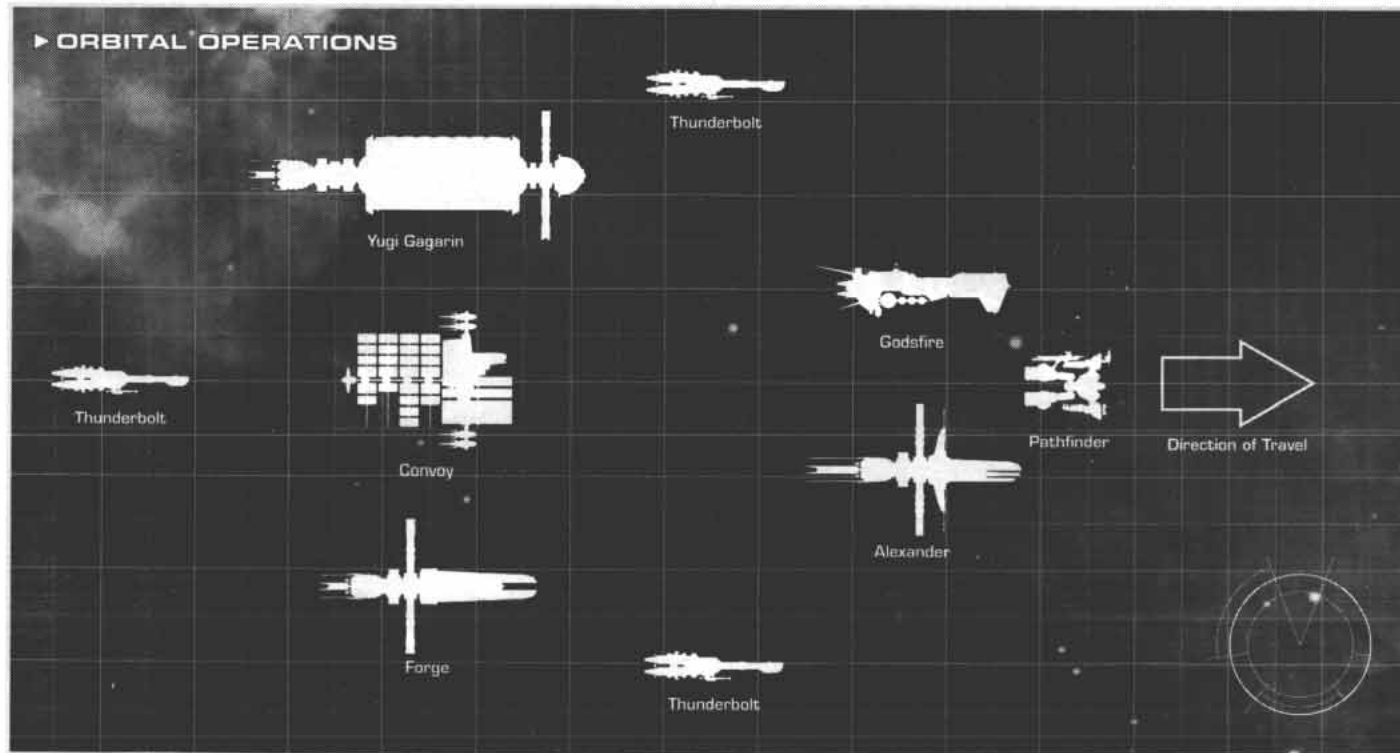 ▶ ORBITAL OPERATIONS
Thunderbolt
Yugi Gagarin
Godsfire
Thunderbolt
Convoy
Pathfinder
Direction of Travel
Alexander
Forge
Thunderbolt